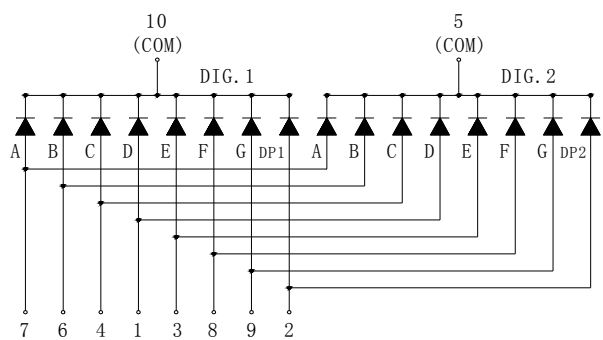 10 5
(COM) (COM)
DIG.1 DIG.2
A B C D E F G DP1 A B C D E F G DP2
7 6 4 1 3 8 9 2